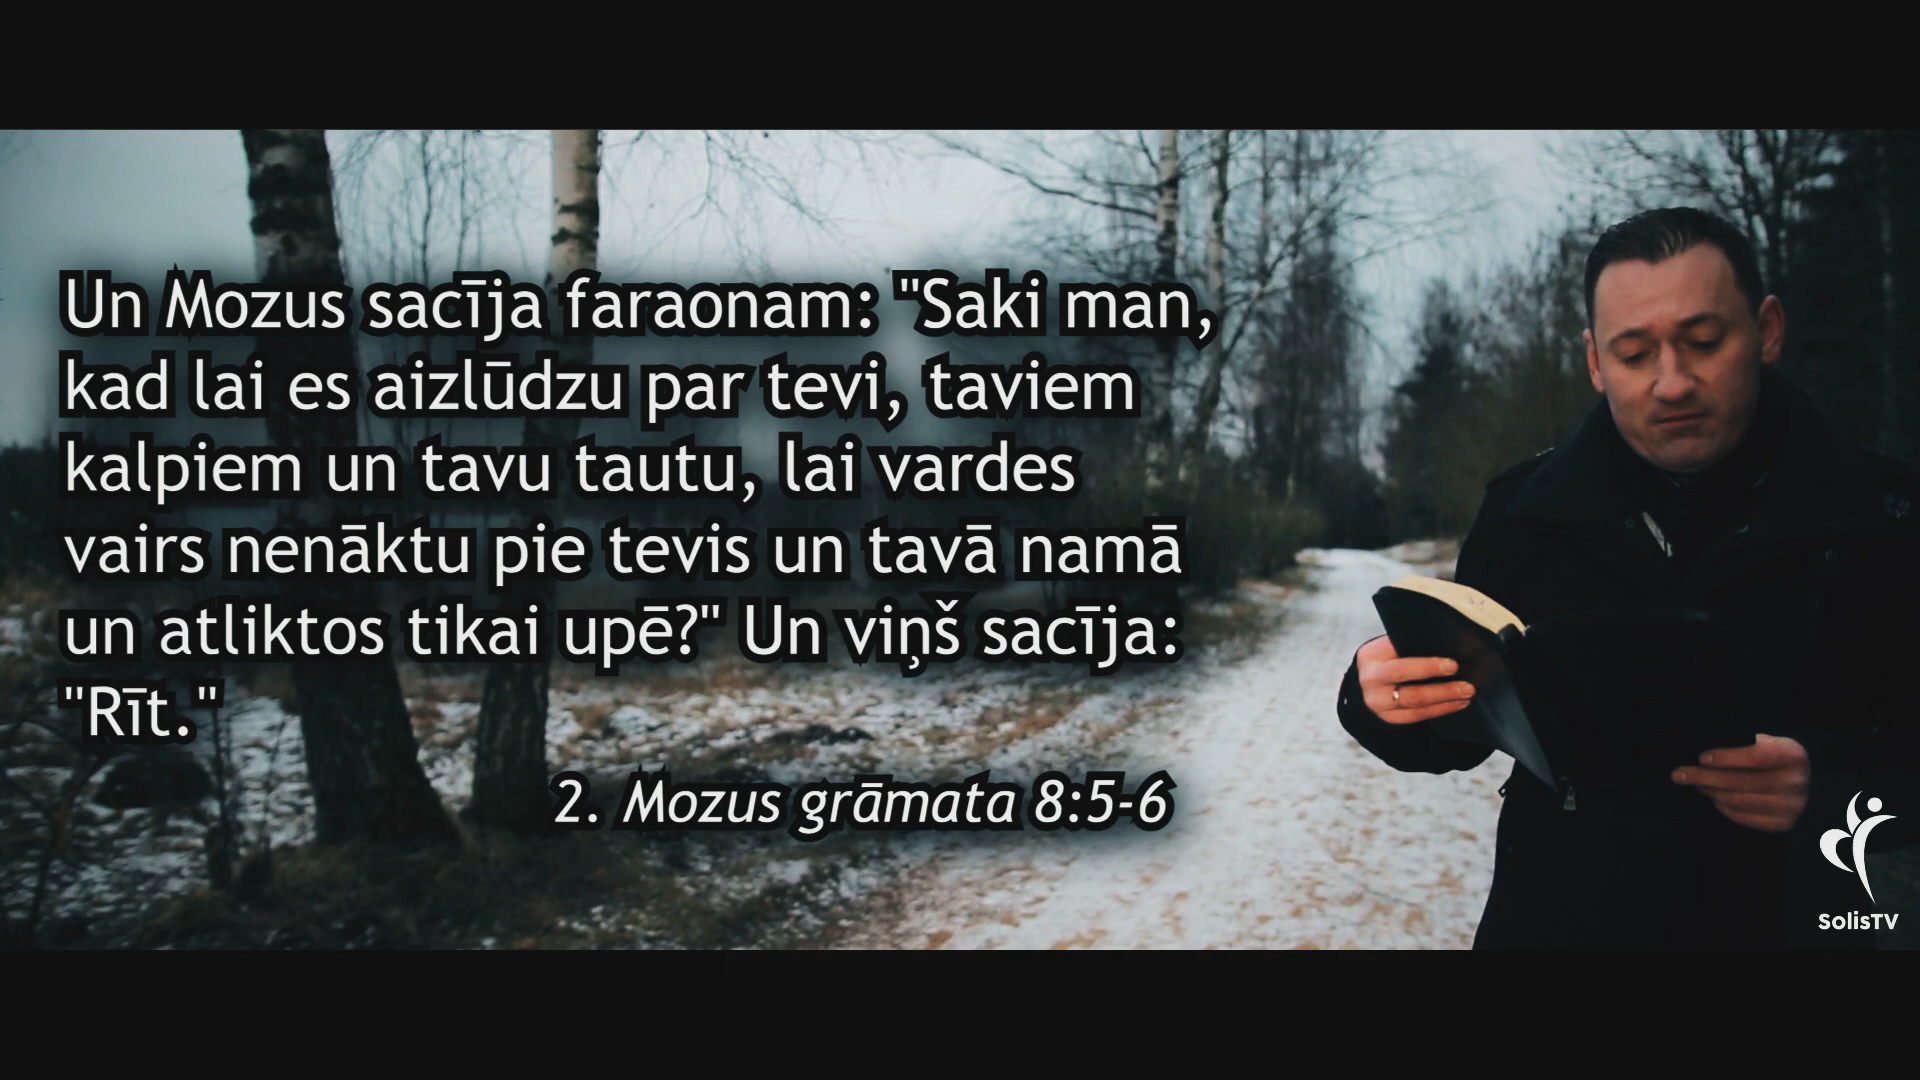 Un Mozus sacīja faraonam: "Saki man,
kad lai es aizlūdzu par tevi, taviem
kalpiem un tavu tautu, lai vardes
vairs nenāktu pie tevis un tavā namā
un atliktos tikai upē?" Un viņš sacīja:
"Rīt."
2. Mozus grāmata 8:5-6
SolisTV